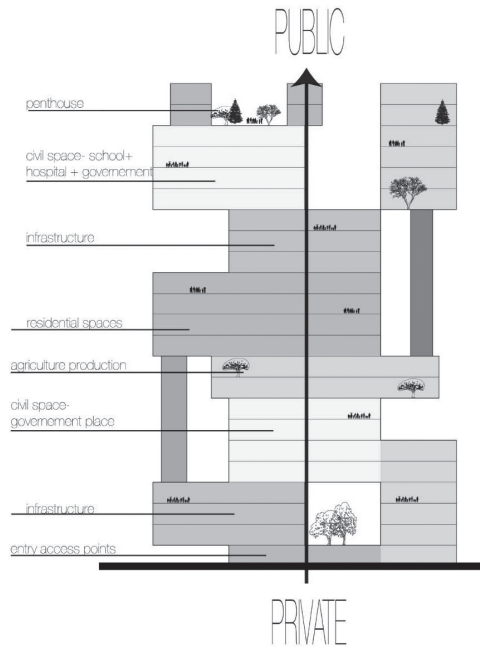 PUBLIC
penthouse
civil space- school+
hospital + governement
infrastructure
residential spaces
agriculture production
civil space-
governement place
infrastructure
entry access points
PRIVATE